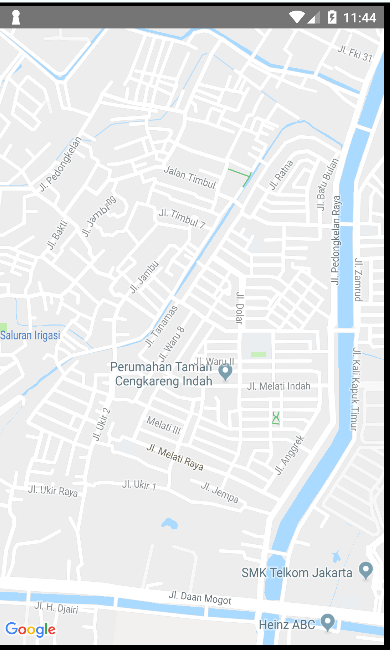 11:44
Jl. Fki 31
Jl. Pedongkelan
Jalan Timbul
Jl. Ratna
Jl. Batu Bulan
Jl. Jambang
Jl. Pedongkelan Raya
Jl. Timbul 7
Jl. Bakti
Jl. Jambu
Jl. Zamrud
Jl. Dolar
Jl. Tanamas
Saluran Irigasi
Jl. Waru 8
Jl. Waru II
Perumahan Taman
Cengkareng Indah
Jl. Melati Indah
Jl. Kali Kapuk Timur
Jl. Ukir 2
Melati III
Jl. Melati Raya
Jl. Anggrek
Jl. Ukir Raya
Jl. Ukir 1
Jl. Jempa
SMK Telkom Jakarta
Jl. Daan Mogot
Jl. H. Djairi
Heinz ABC
Google